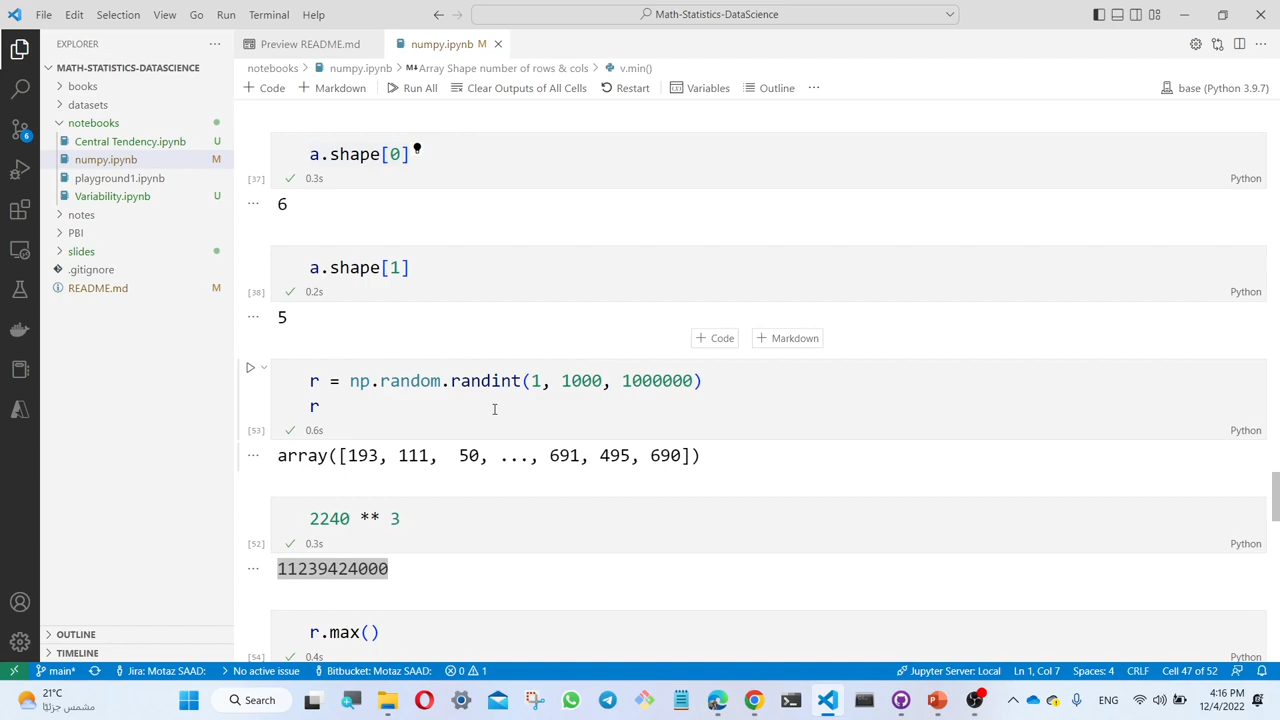 File Edit Selection View Go Run Terminal Help
Math-Statistics-DataScience
EXPLORER
Preview README.md
numpy.ipynb M
MATH-STATISTICS-DATASCIENCE
notebooks > numpy.ipynb > Array Shape number of rows & cols > v.min()
books
Code Markdown Run All Clear Outputs of All Cells Restart Variables Outline
base (Python 3.9.7)
datasets
notebooks
Central Tendency.ipynb U
numpy.ipynb M
playground1.ipynb
Variability.ipynb U
notes
PBI
slides
.gitignore
README.md M
a.shape[0]
[37] 0.3s Python
6
a.shape[1]
[38] 0.2s Python
5
Code Markdown
r = np.random.randint(1, 1000, 1000000)
r
[53] 0.6s Python
array([193, 111,  50, ..., 691, 495, 690])
2240 ** 3
[52] 0.3s Python
11239424000
r.max()
[54] 0.4s Python
OUTLINE
TIMELINE
6
main* Jira: Motaz SAAD: No active issue Bitbucket: Motaz SAAD: 0 1
Jupyter Server: Local Ln 1, Col 7 Spaces: 4 CRLF Cell 47 of 52
21°C
مشمس جزئيًا
Search
ENG
4:16 PM
12/4/2022